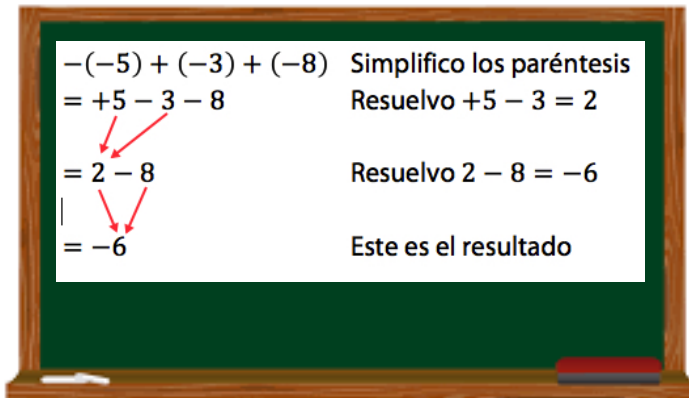 −(−5) + (−3) + (−8) Simplifico los paréntesis
= +5 − 3 − 8 Resuelvo +5 − 3 = 2
= 2 − 8 Resuelvo 2 − 8 = −6
= −6 Este es el resultado